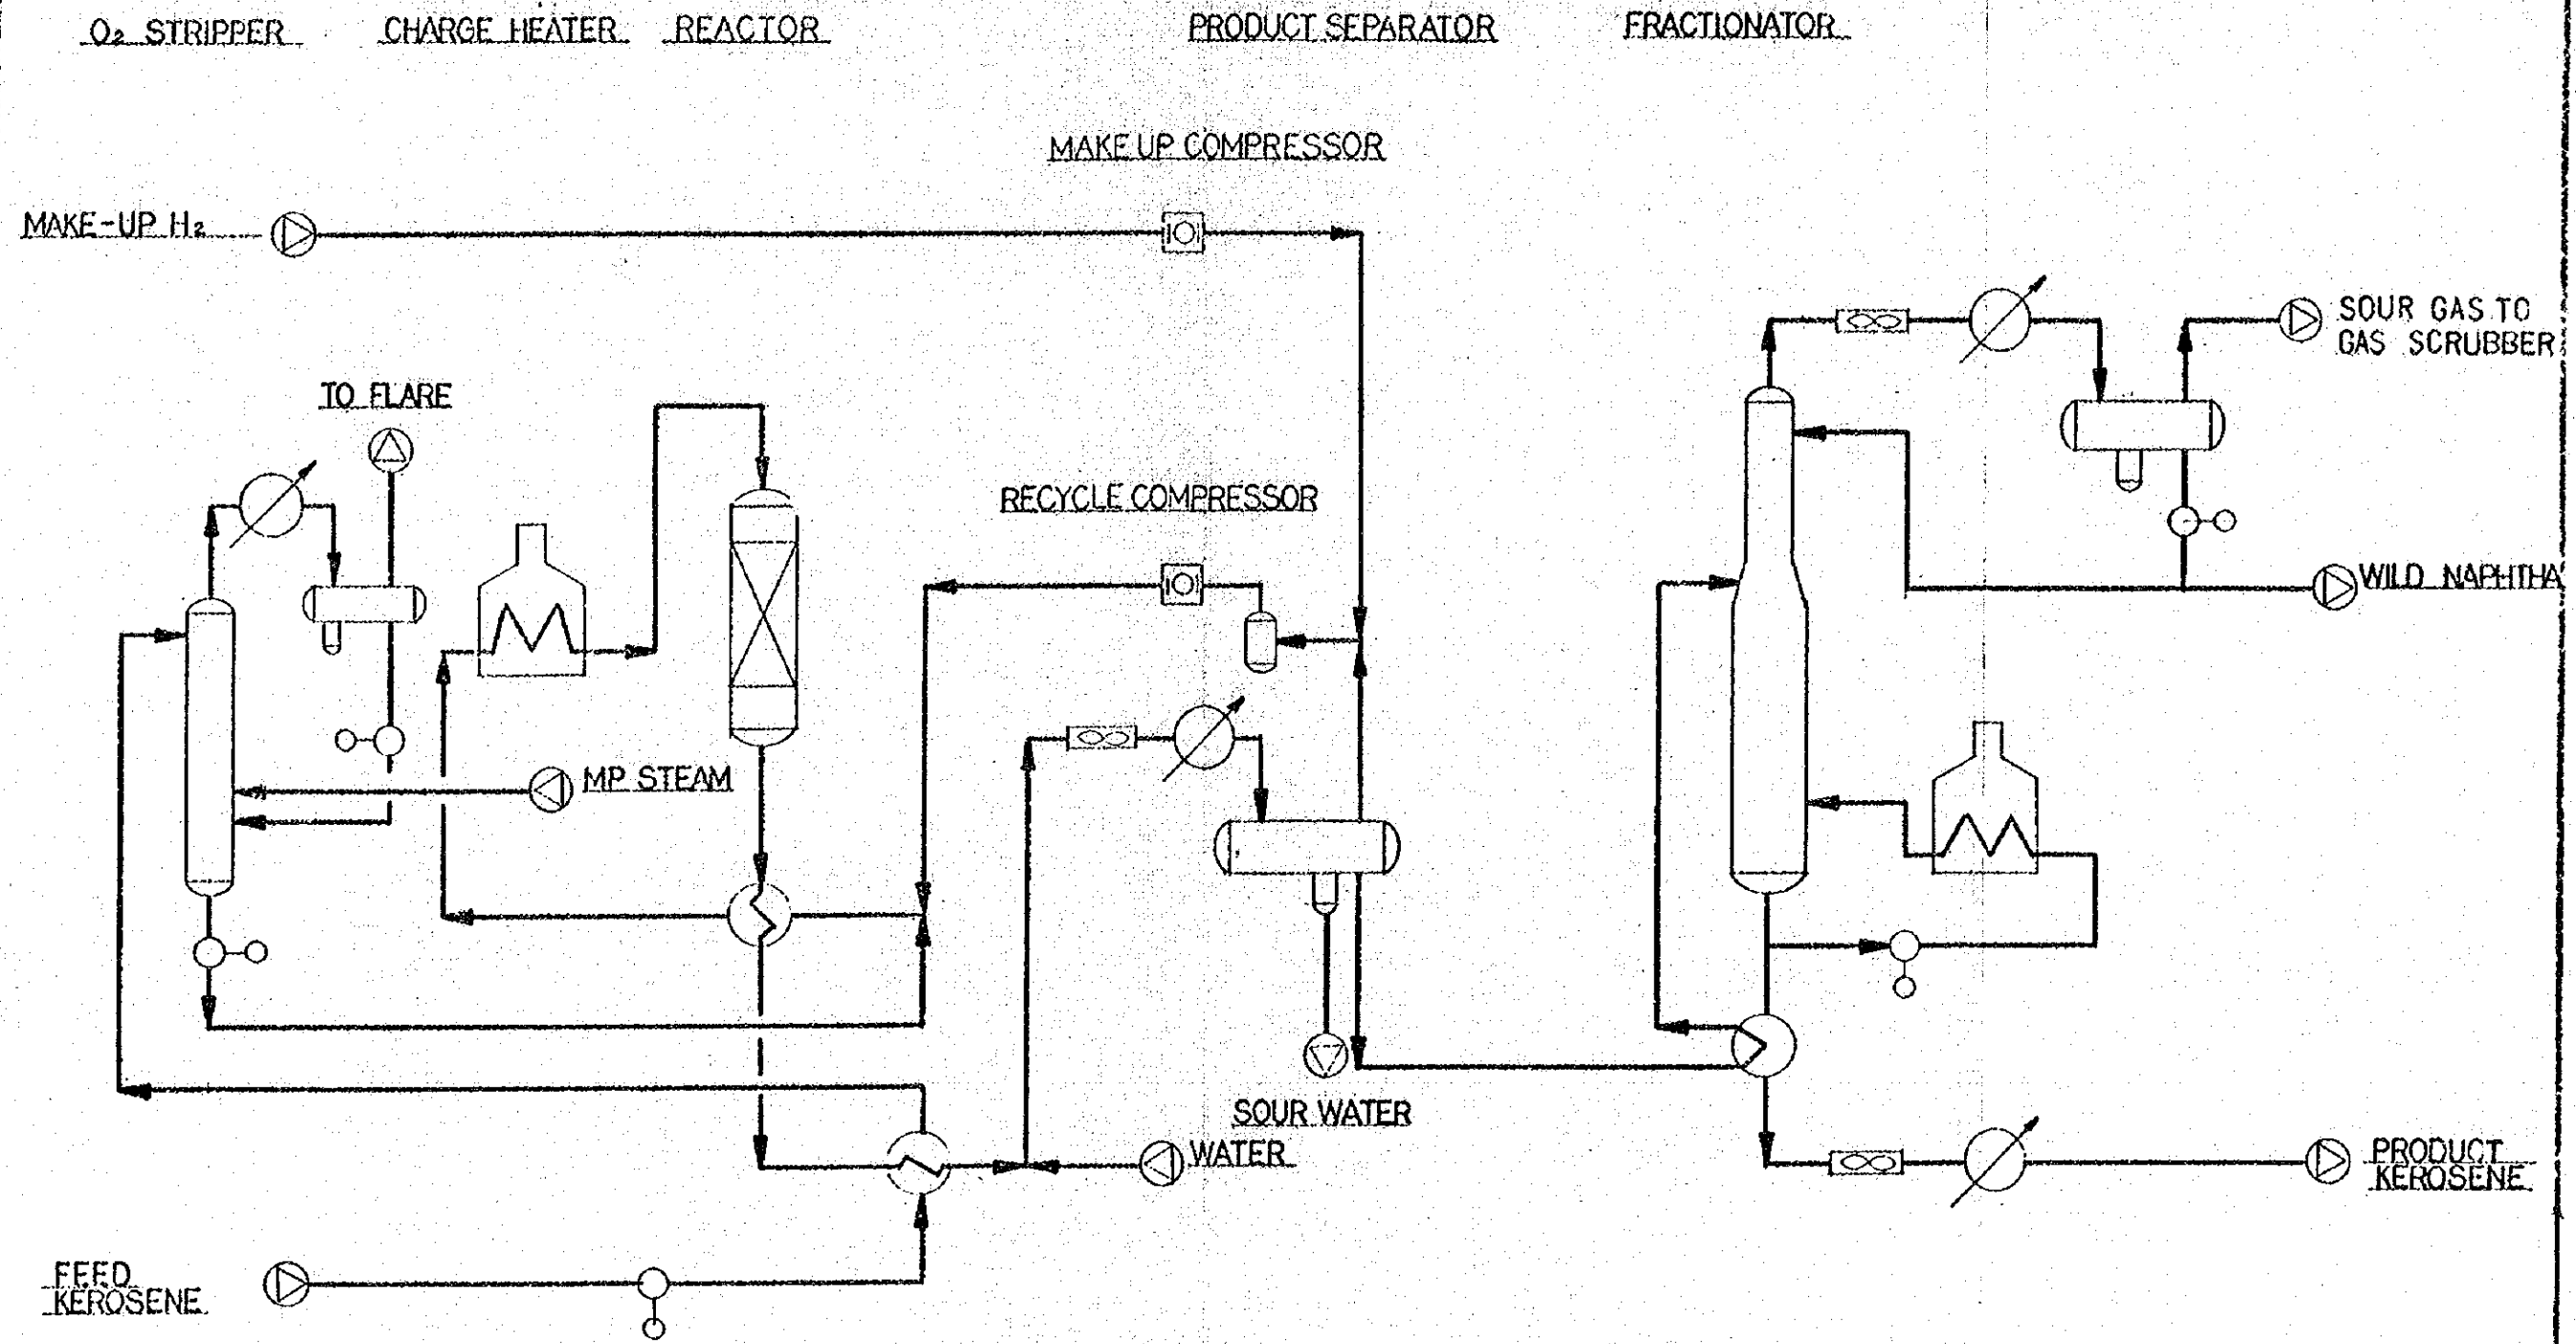 O₂ STRIPPER CHARGE HEATER REACTOR PRODUCT SEPARATOR FRACTIONATOR
MAKE UP COMPRESSOR
MAKE-UP H₂
SOUR GAS TO
GAS SCRUBBER
TO FLARE
RECYCLE COMPRESSOR
WILD NAPHTHA
MP STEAM
SOUR WATER
WATER
PRODUCT
KEROSENE
FEED
KEROSENE